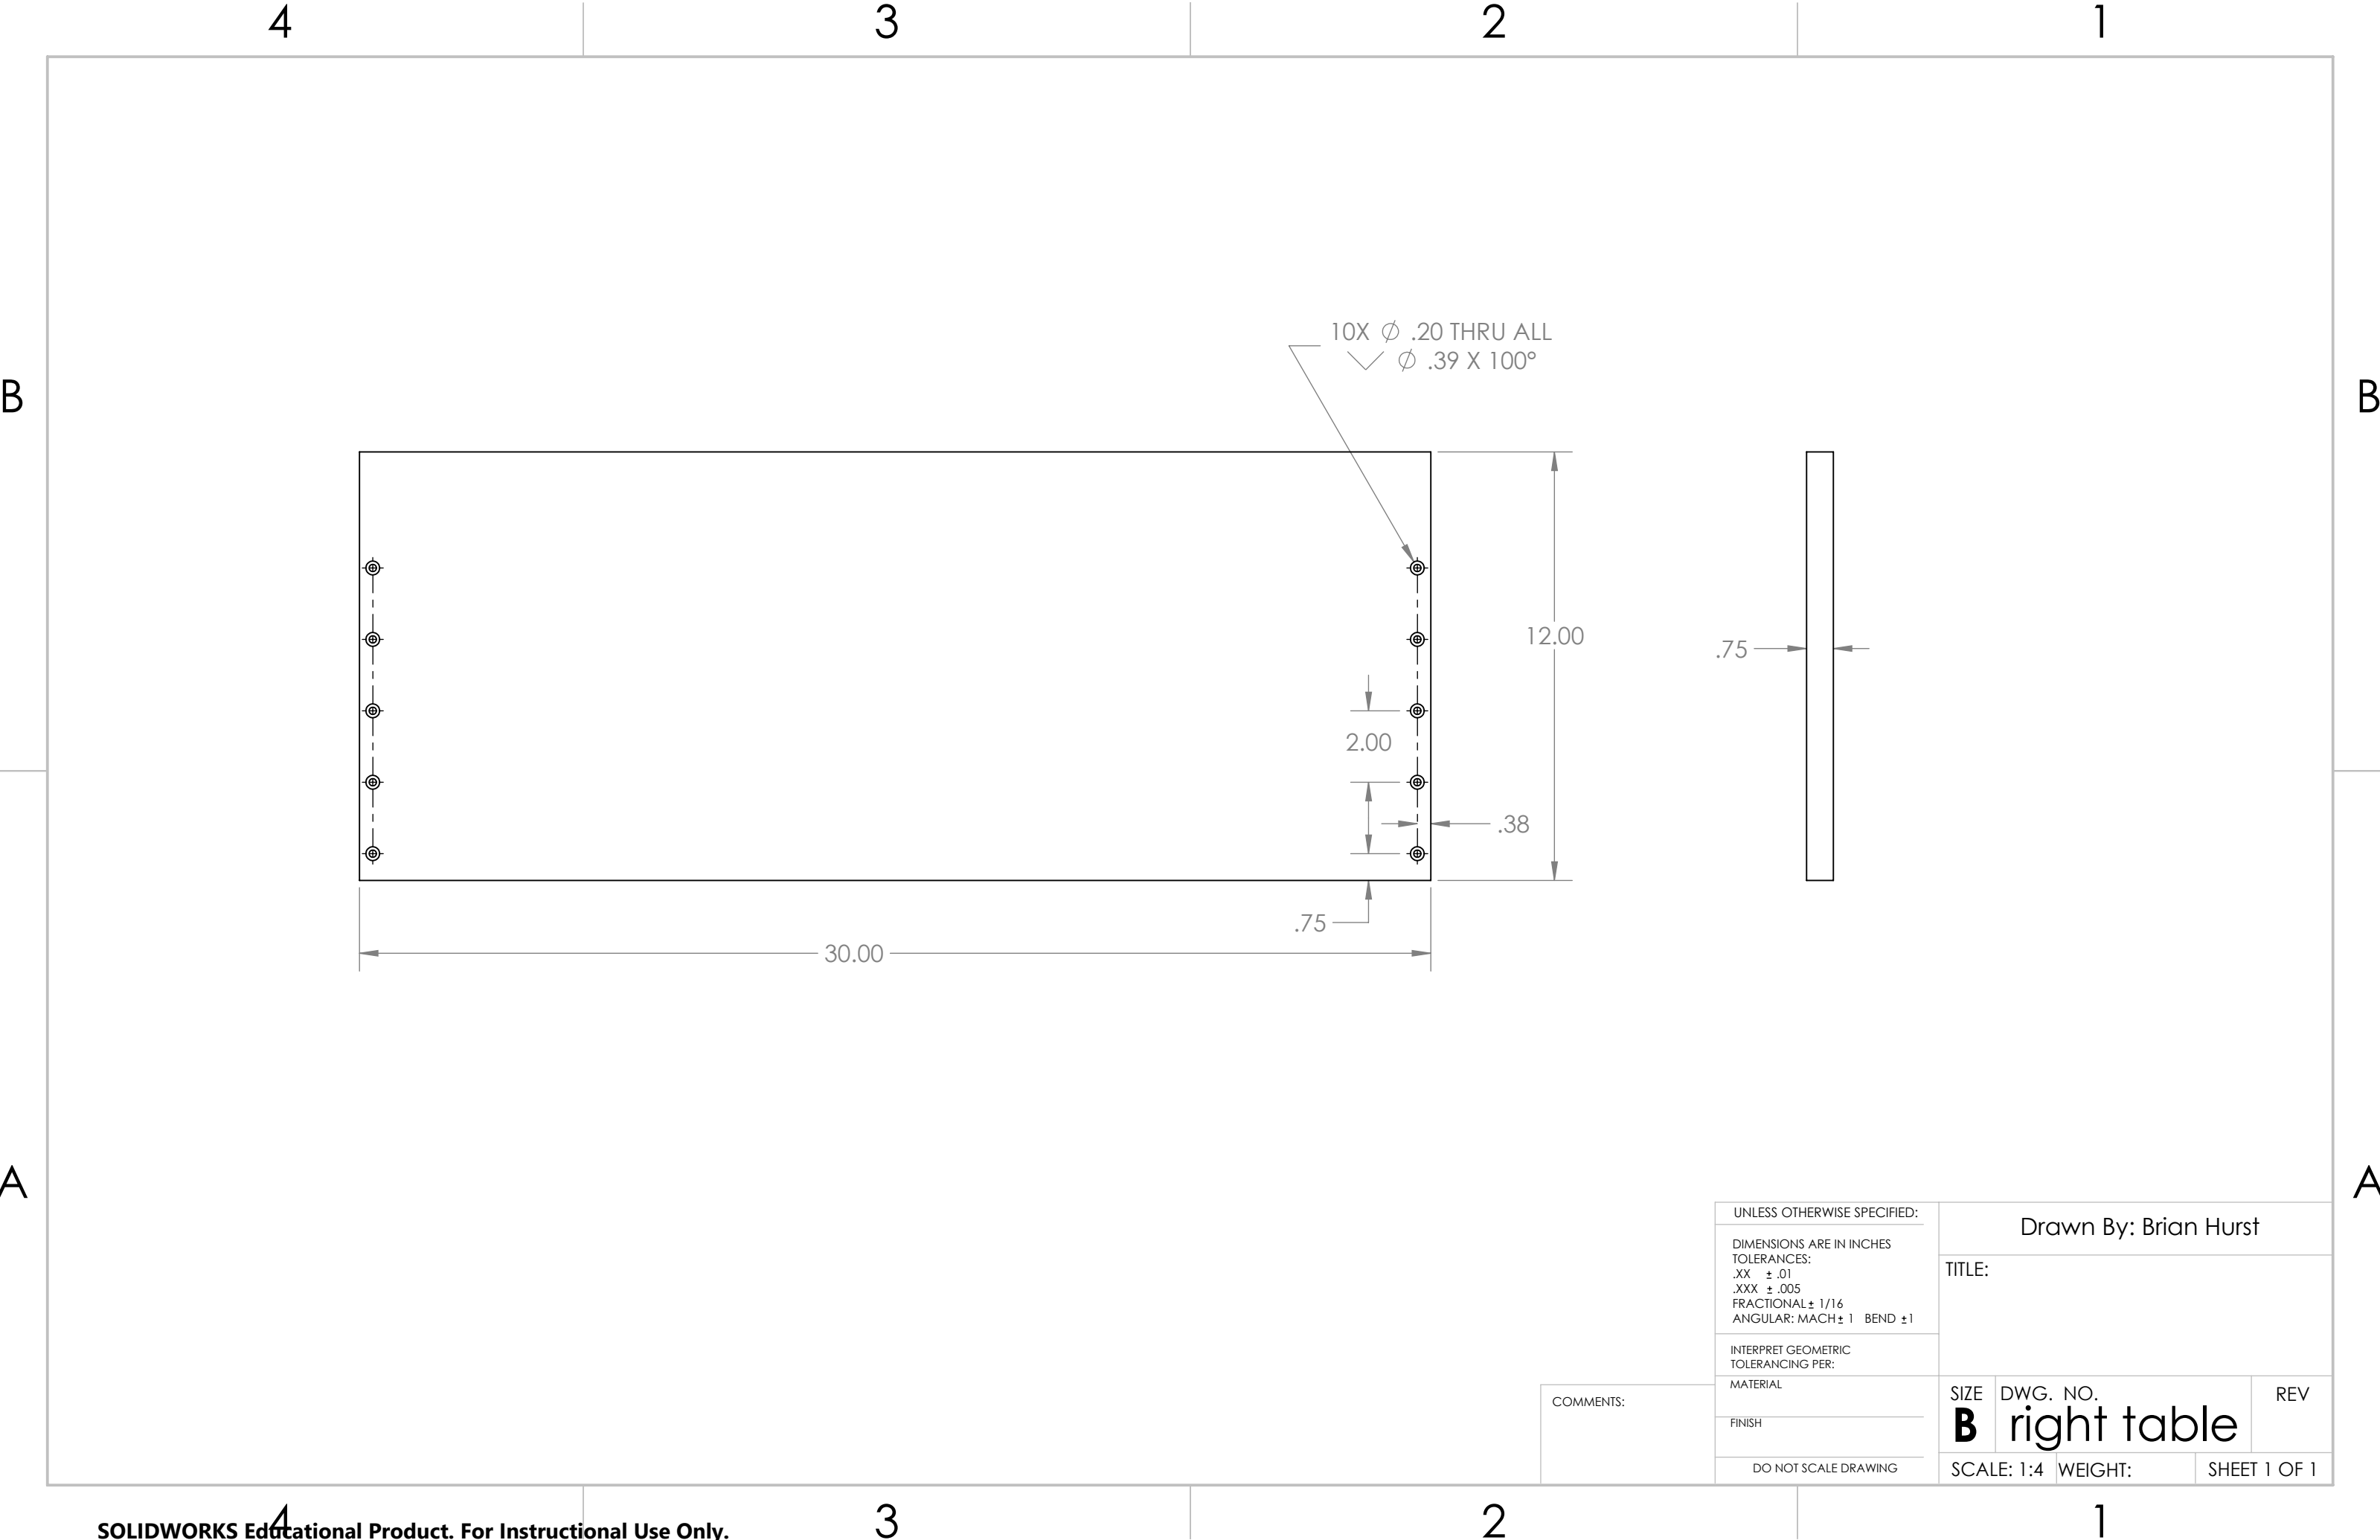 4 3 2 1
B B
10X ∅ .20 THRU ALL
⌵ ∅ .39 X 100°
12.00
.75
2.00
.38
.75
30.00
A A
UNLESS OTHERWISE SPECIFIED:
DIMENSIONS ARE IN INCHES
TOLERANCES:
.XX ± .01
.XXX ± .005
FRACTIONAL ± 1/16
ANGULAR: MACH ± 1 BEND ±1
INTERPRET GEOMETRIC
TOLERANCING PER:
MATERIAL
FINISH
DO NOT SCALE DRAWING
COMMENTS:
Drawn By: Brian Hurst
TITLE:
SIZE DWG. NO. REV
B right table
SCALE: 1:4 WEIGHT: SHEET 1 OF 1
4 3 2 1
SOLIDWORKS Educational Product. For Instructional Use Only.